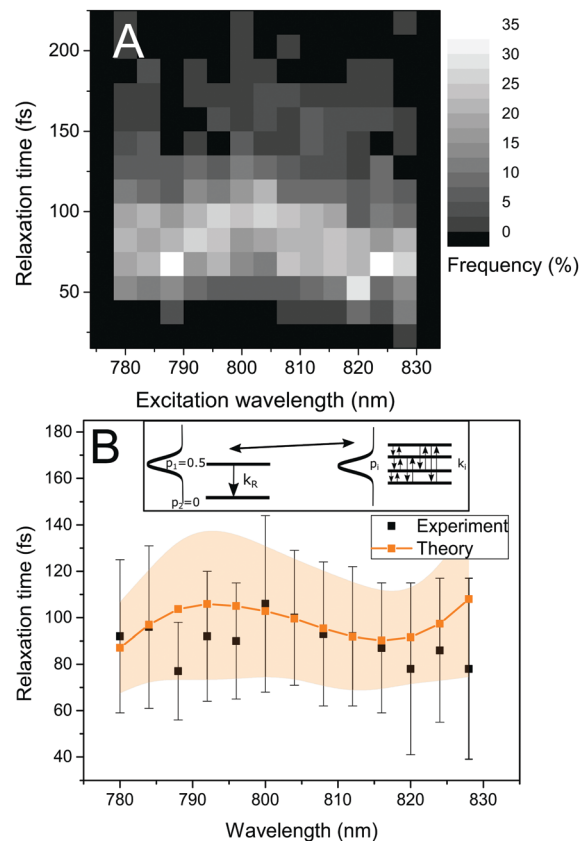 A
Relaxation time (fs)
200
150
100
50
780 790 800 810 820 830
Excitation wavelength (nm)
35
30
25
20
15
10
5
0
Frequency (%)
B
Relaxation time (fs)
180
160
140
120
100
80
60
40
p1=0.5
kR
p2=0
pi
ki
Experiment
Theory
780 790 800 810 820 830
Wavelength (nm)